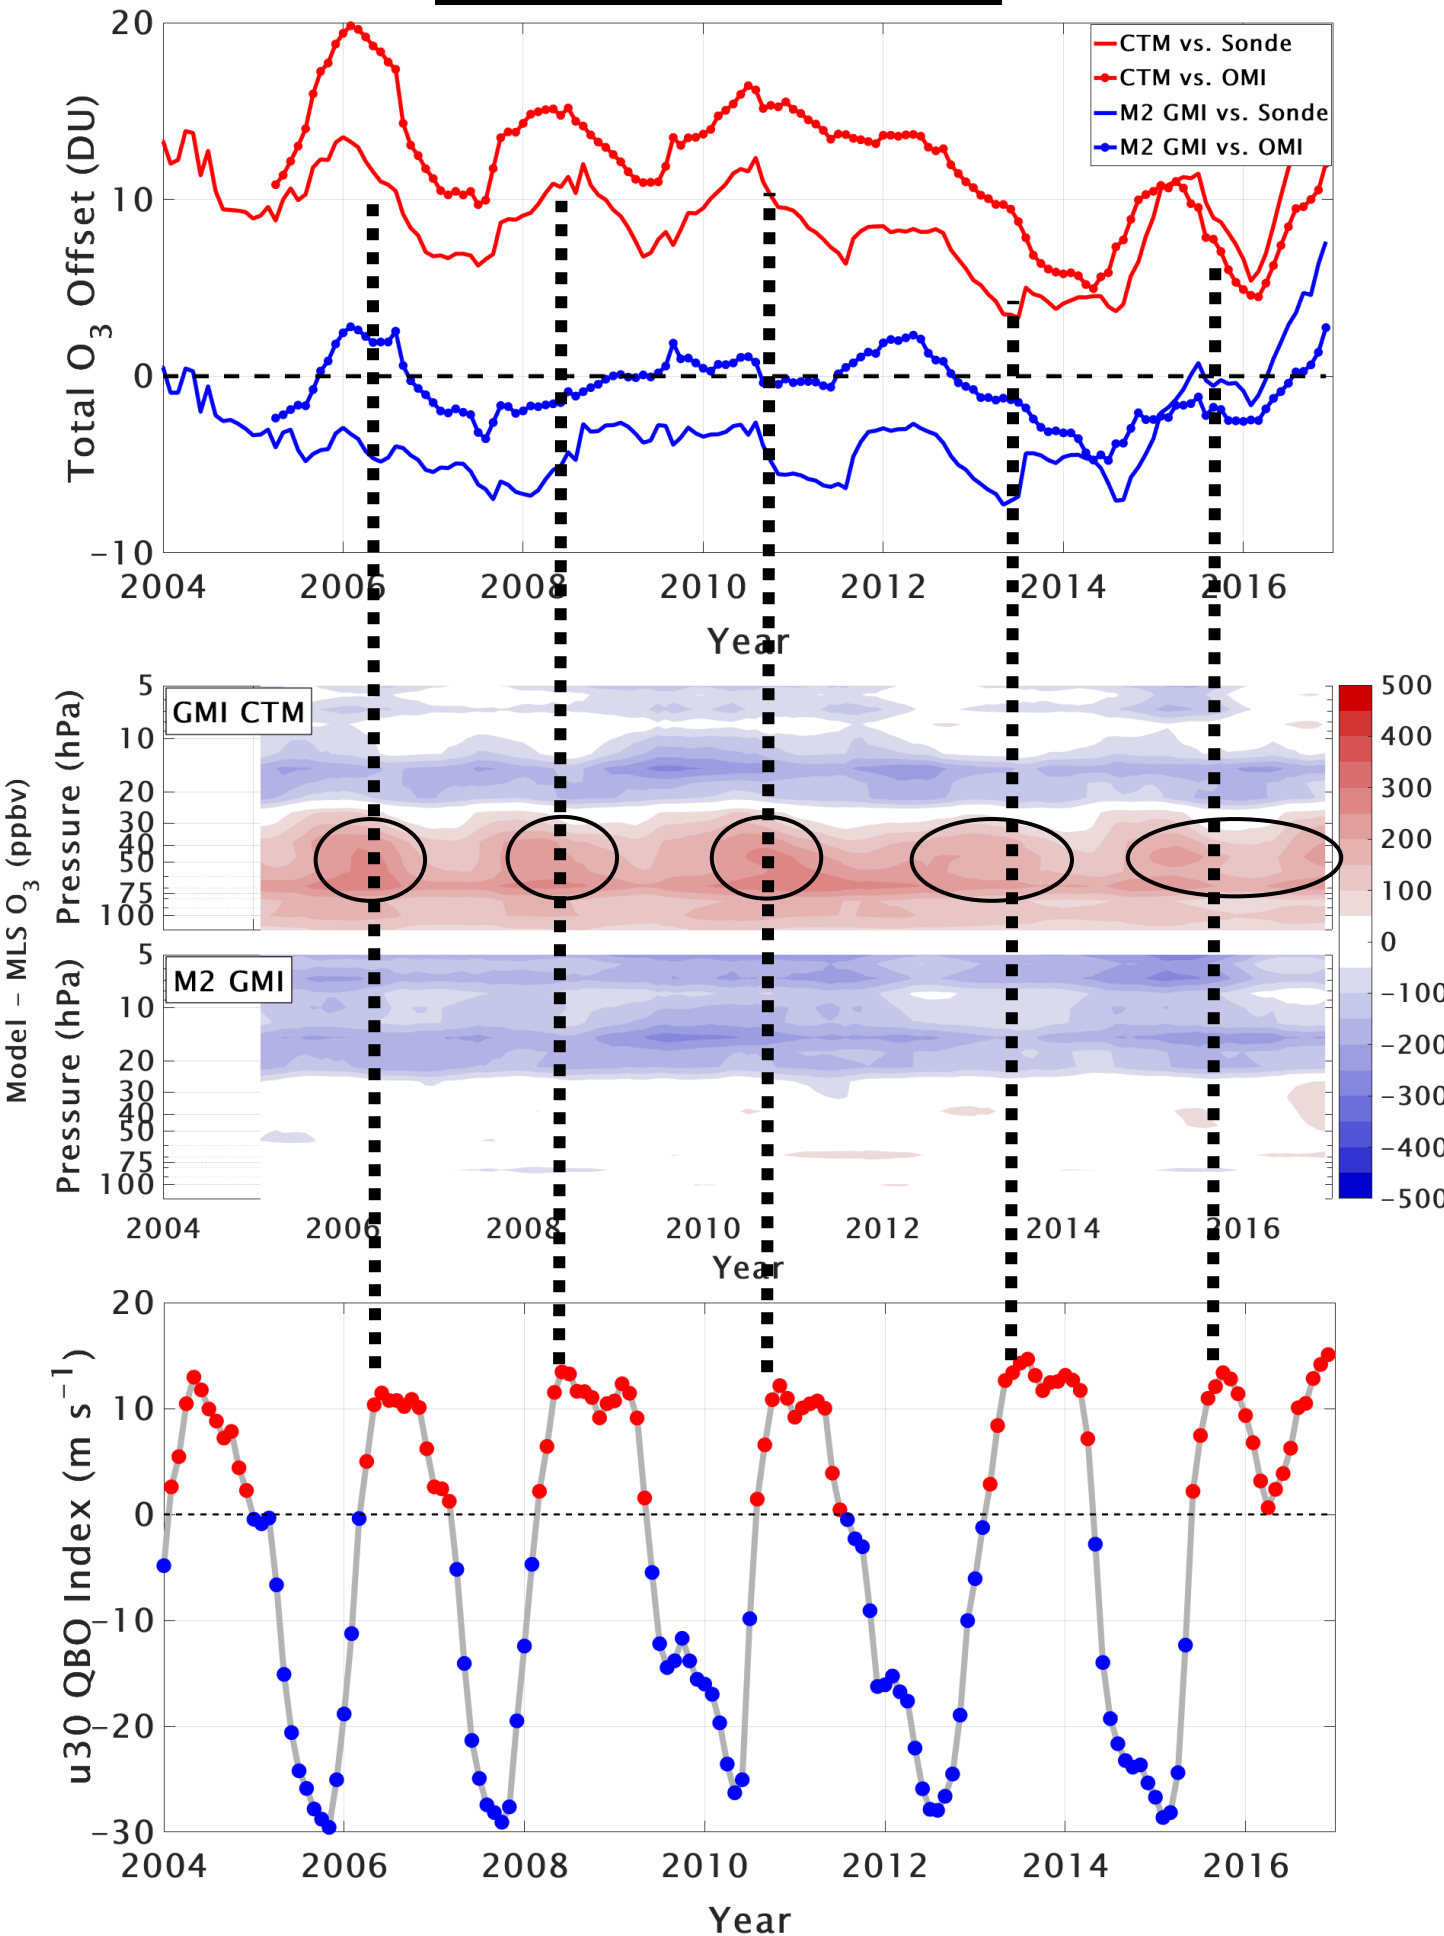 20
10
0
−10
Total O3 Offset (DU)
CTM vs. Sonde
CTM vs. OMI
M2 GMI vs. Sonde
M2 GMI vs. OMI
2004 2006 2008 2010 2012 2014 2016
Year
Model − MLS O3 (ppbv)
Pressure (hPa)
5
10
20
30
40
50
75
100
GMI CTM
Pressure (hPa)
5
10
20
30
40
50
75
100
M2 GMI
500
400
300
200
100
0
−100
−200
−300
−400
−500
2004 2006 2008 2010 2012 2014 2016
Year
u30 QBO Index (m s−1)
20
10
0
−10
−20
−30
2004 2006 2008 2010 2012 2014 2016
Year